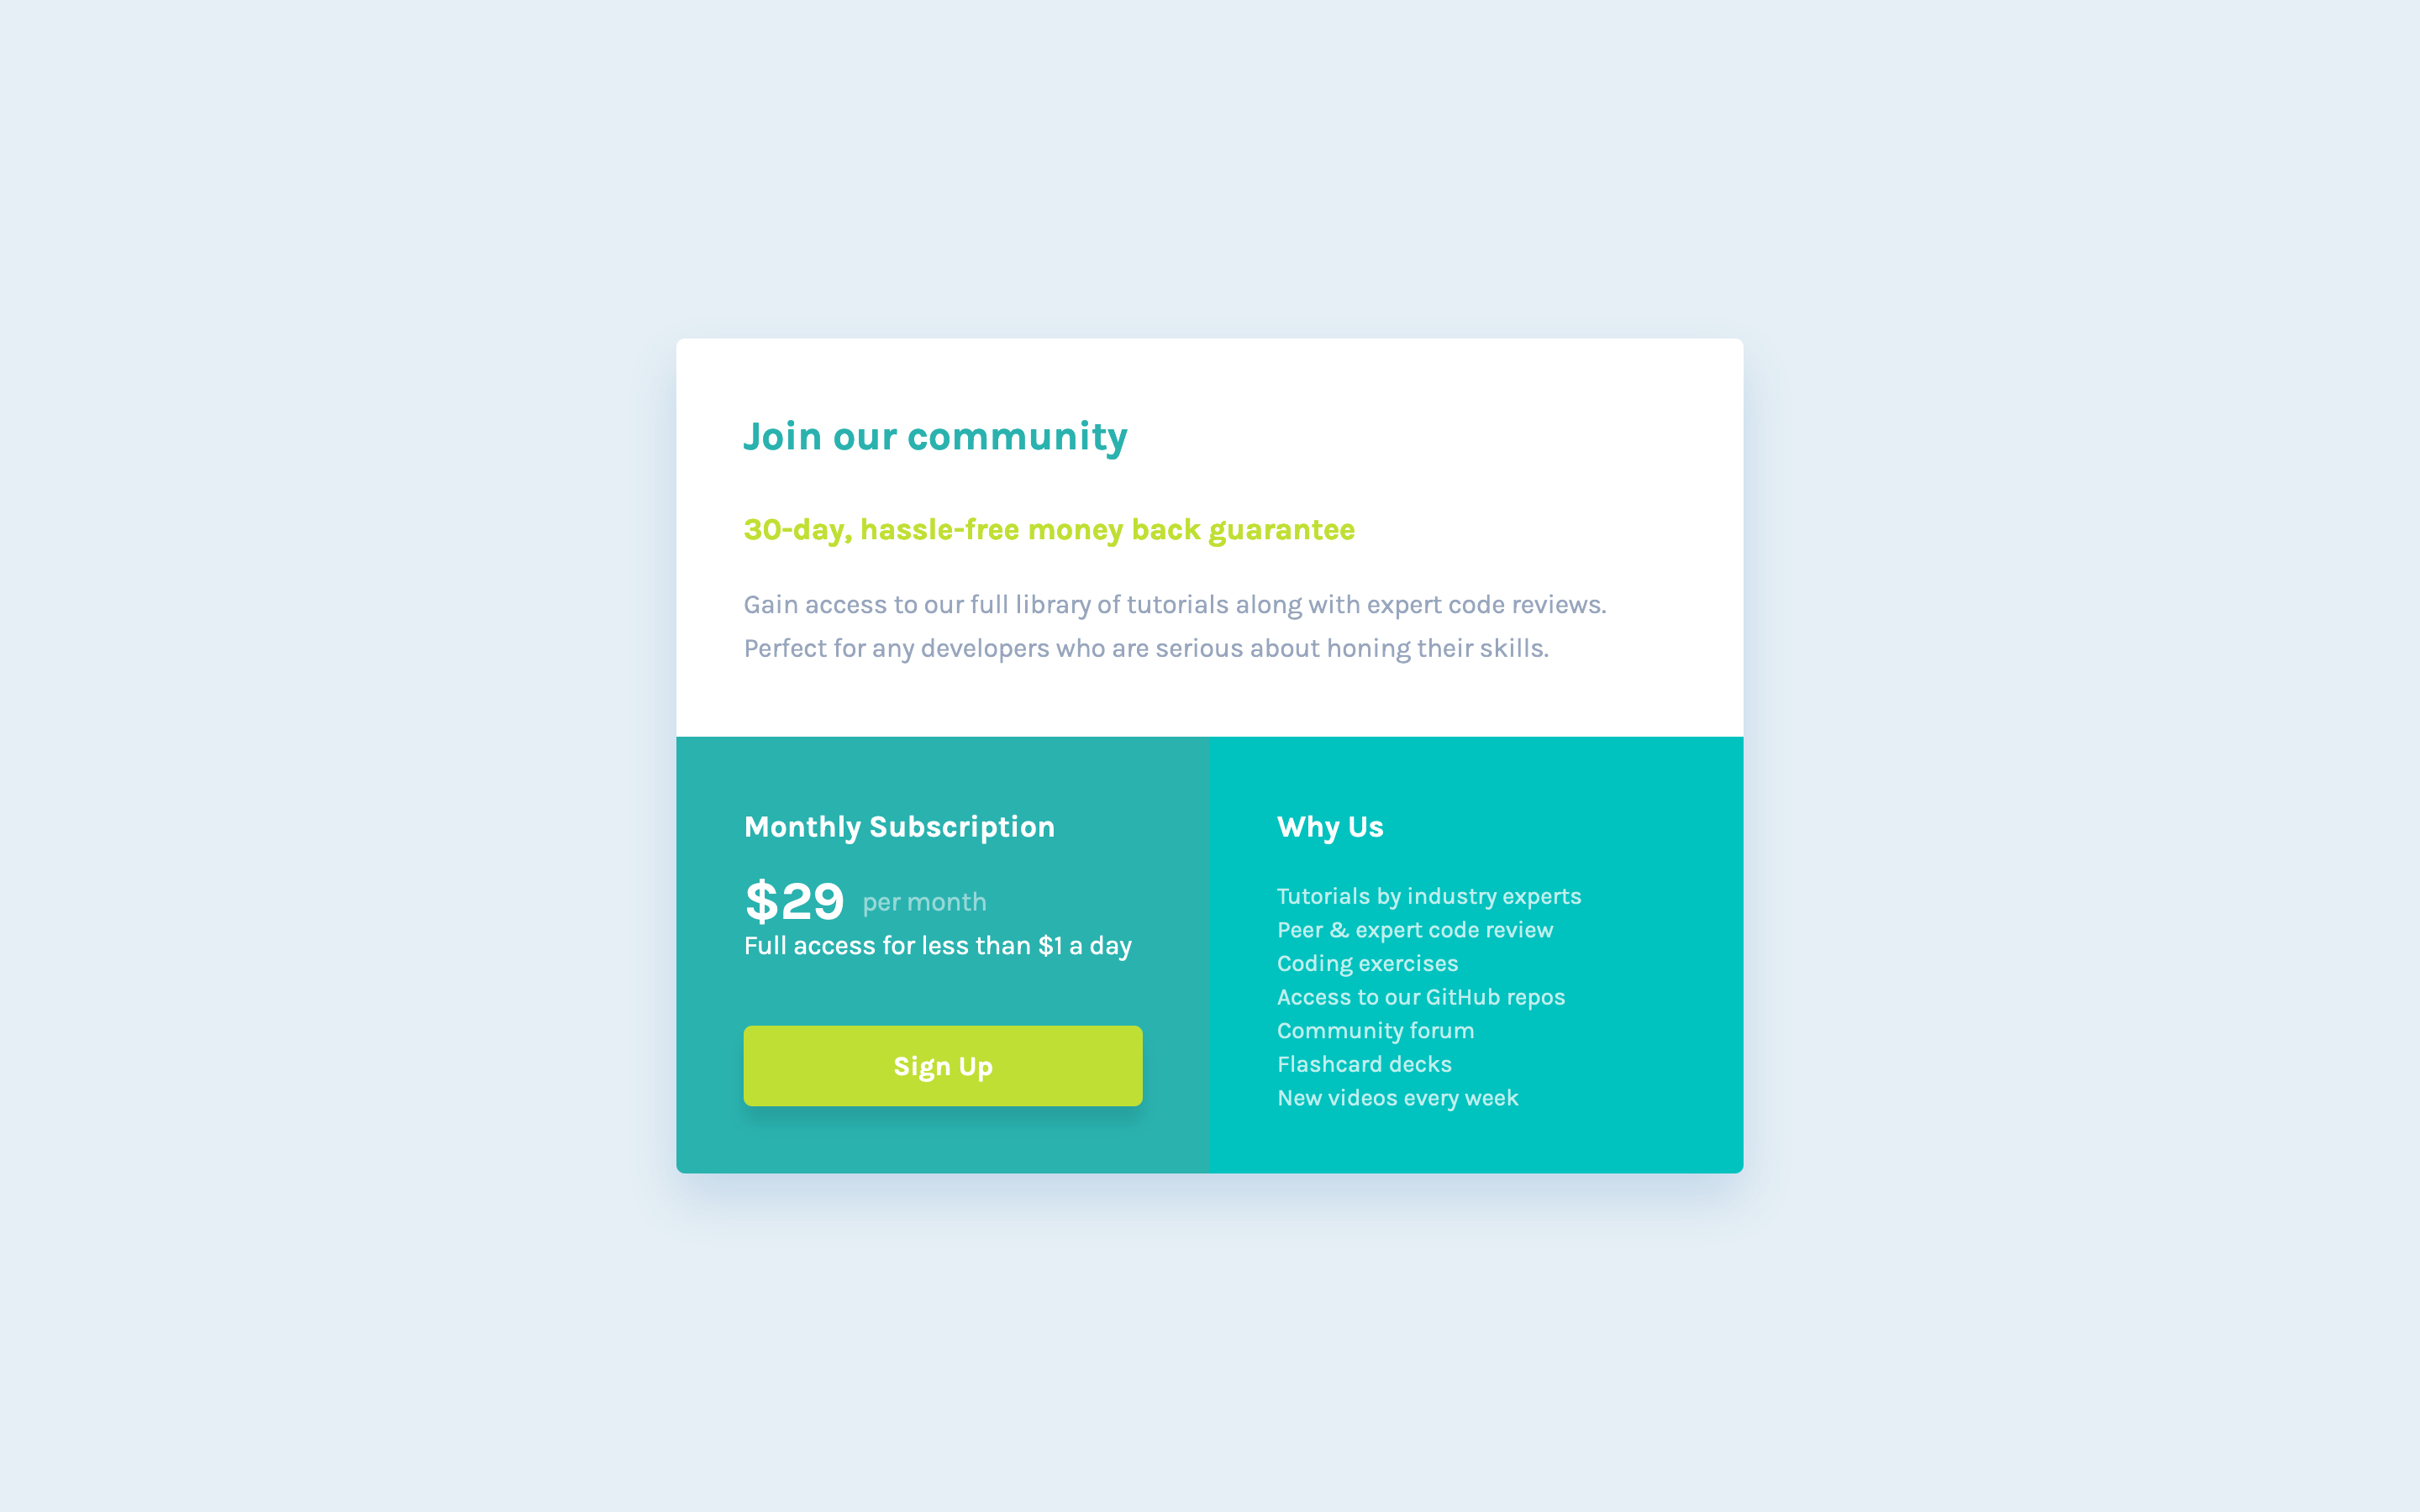 Join our community
30-day, hassle-free money back guarantee
Gain access to our full library of tutorials along with expert code reviews.
Perfect for any developers who are serious about honing their skills.
Monthly Subscription
$29 per month
Full access for less than $1 a day
Sign Up
Why Us
Tutorials by industry experts
Peer & expert code review
Coding exercises
Access to our GitHub repos
Community forum
Flashcard decks
New videos every week